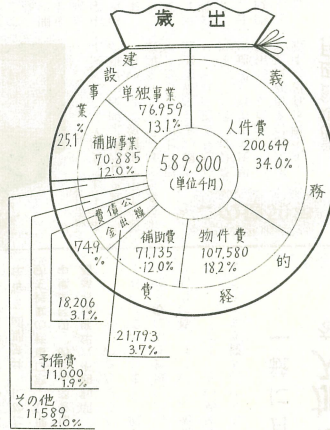 歳出
義務的経費
建設事業
25.1%
74.9%
単独事業
76,959
13.1%
人件費
200,649
34.0%
補助事業
70,885
12.0%
589,800
(単位千円)
公債費
繰出金
補助費
71,135
12.0%
物件費
107,580
18.2%
18,206
3.1%
21,793
3.7%
予備費
11,000
1.9%
その他
11589
2.0%